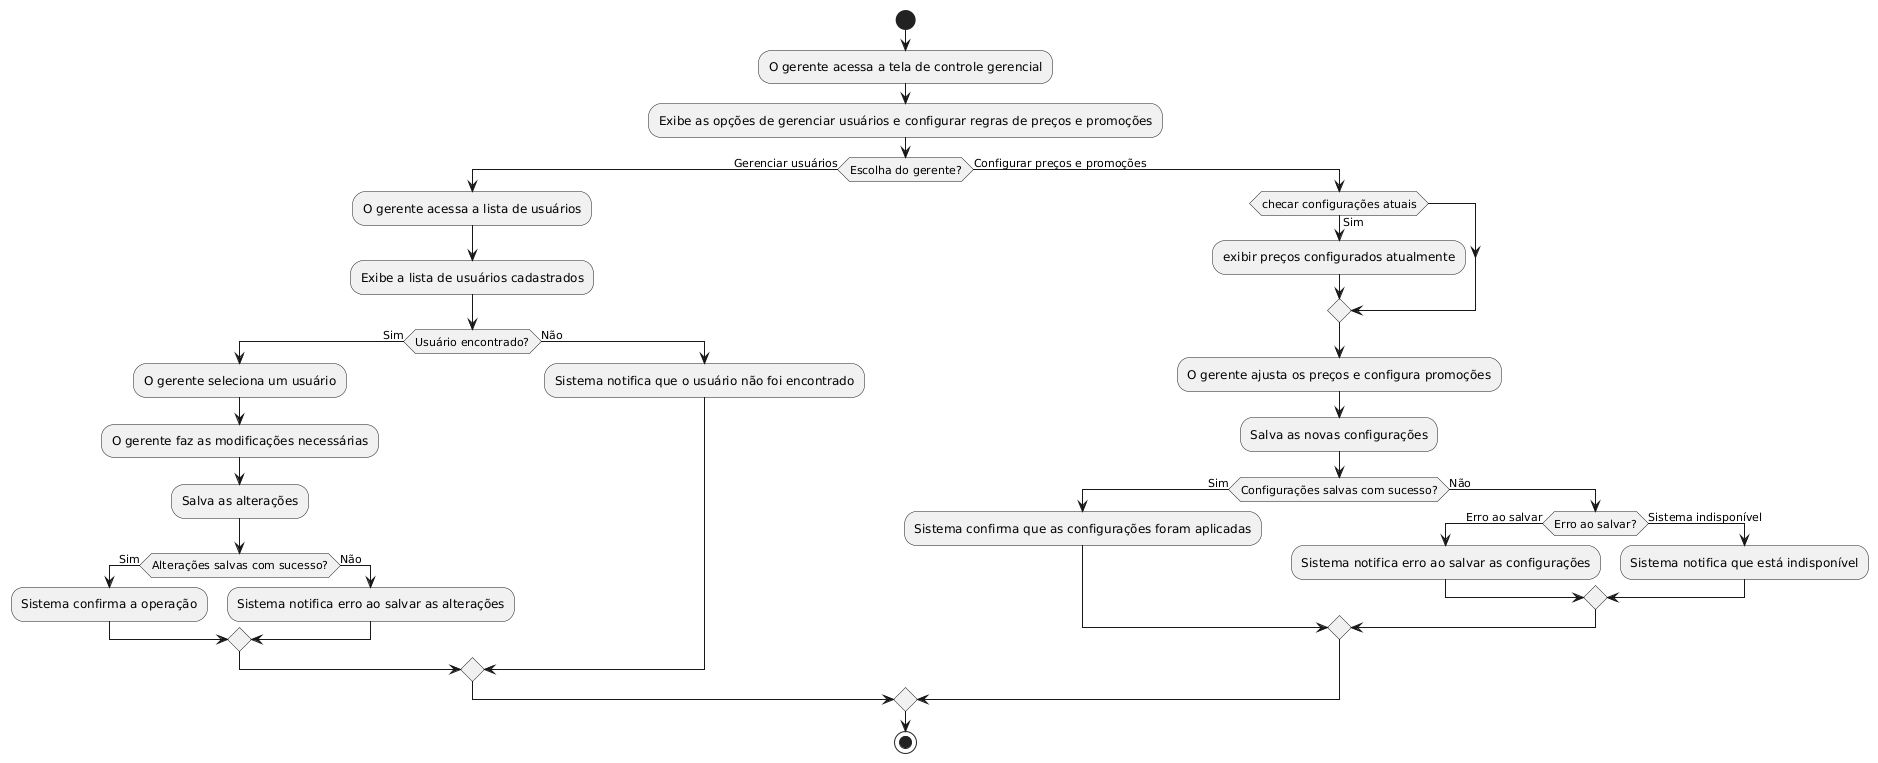 O gerente acessa a tela de controle gerencial
Exibe as opções de gerenciar usuários e configurar regras de preços e promoções
Gerenciar usuários
Escolha do gerente?
Configurar preços e promoções
O gerente acessa a lista de usuários
Exibe a lista de usuários cadastrados
Sim
Usuário encontrado?
Não
O gerente seleciona um usuário
O gerente faz as modificações necessárias
Salva as alterações
Sim
Alterações salvas com sucesso?
Não
Sistema confirma a operação
Sistema notifica erro ao salvar as alterações
Sistema notifica que o usuário não foi encontrado
checar configurações atuais
Sim
exibir preços configurados atualmente
O gerente ajusta os preços e configura promoções
Salva as novas configurações
Sim
Configurações salvas com sucesso?
Não
Sistema confirma que as configurações foram aplicadas
Erro ao salvar
Erro ao salvar?
Sistema indisponível
Sistema notifica erro ao salvar as configurações
Sistema notifica que está indisponível